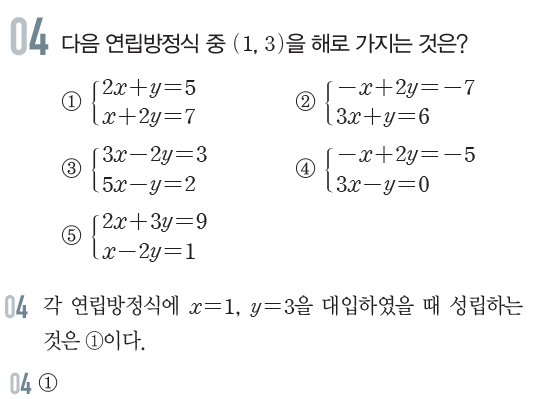 04 다음 연립방정식 중 (1, 3)을 해로 가지는 것은?
① { 2x+y=5 ② { −x+2y=−7
x+2y=7 3x+y=6
③ { 3x−2y=3 ④ { −x+2y=−5
5x−y=2 3x−y=0
⑤ { 2x+3y=9
x−2y=1
04 각 연립방정식에 x=1, y=3을 대입하였을 때 성립하는
것은 ①이다.
04 ①